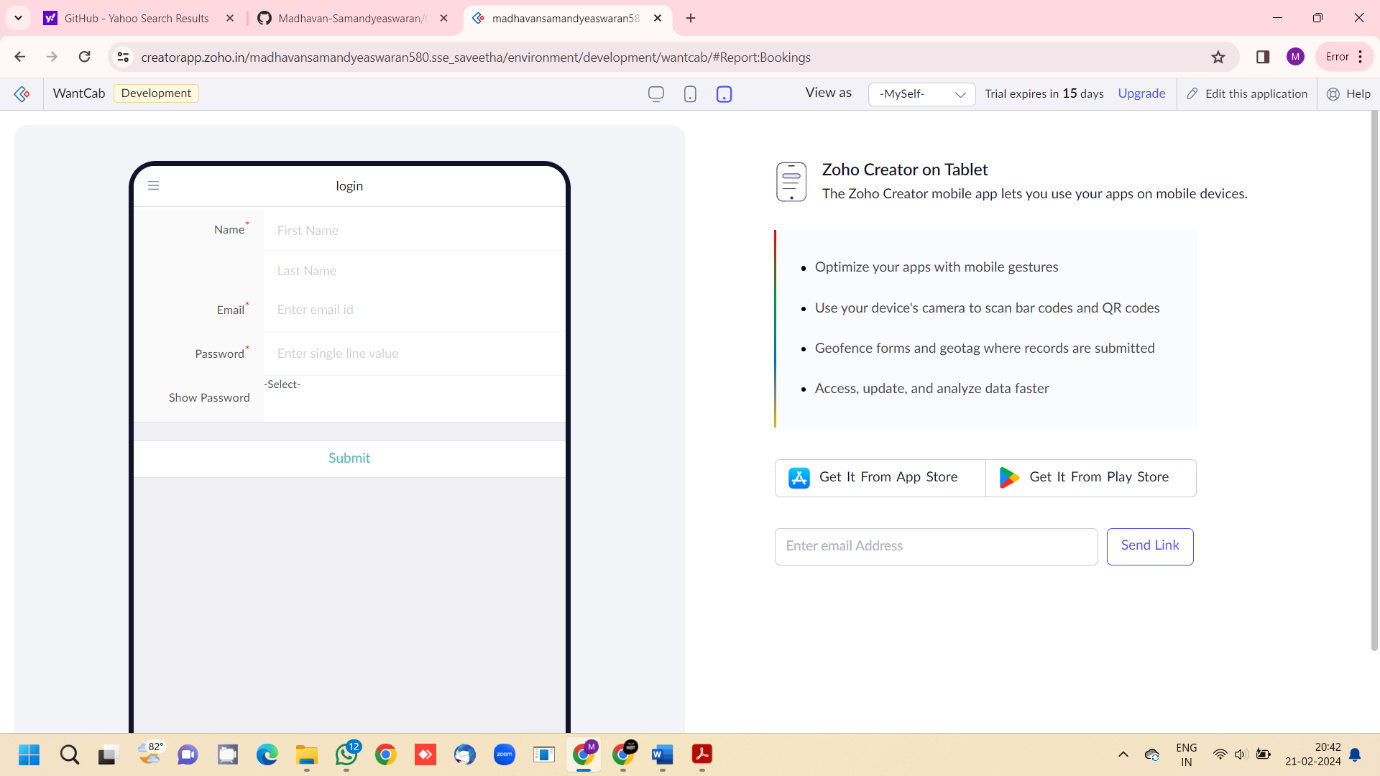 GitHub - Yahoo Search Results
Madhavan-Samandyeaswaran/
madhavansamandyeaswaran58
creatorapp.zoho.in/madhavansamandyeaswaran580.sse_saveetha/environment/development/wantcab/#Report:Bookings
M
Error
WantCab
Development
View as
-MySelf-
Trial expires in 15 days
Upgrade
Edit this application
Help
login
Name*
First Name
Last Name
Email*
Enter email id
Password*
Enter single line value
Show Password
-Select-
Submit
Zoho Creator on Tablet
The Zoho Creator mobile app lets you use your apps on mobile devices.
• Optimize your apps with mobile gestures
• Use your device's camera to scan bar codes and QR codes
• Geofence forms and geotag where records are submitted
• Access, update, and analyze data faster
Get It From App Store
Get It From Play Store
Enter email Address
Send Link
82°
12
zoom
M
ENG
IN
20:42
21-02-2024